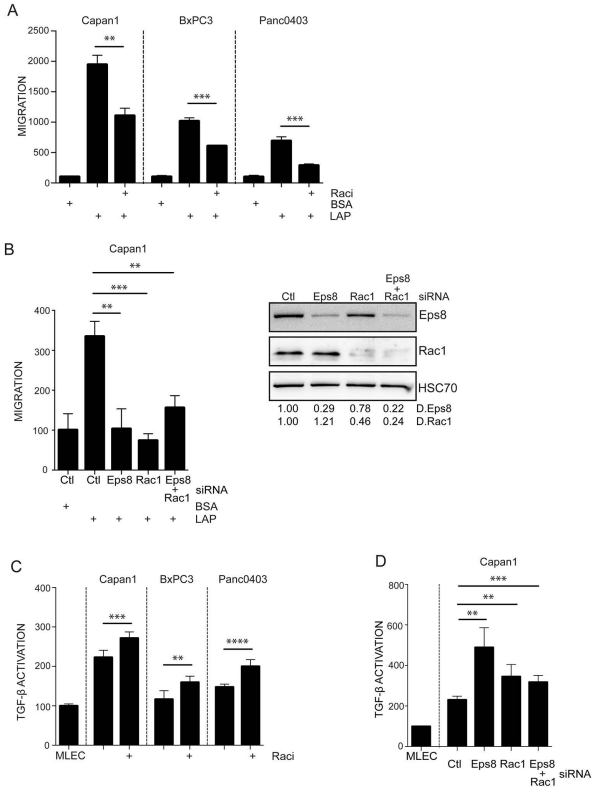 A
Capan1 BxPC3 Panc0403
**
***
***
MIGRATION
2500
2000
1500
1000
500
0
+ + + Raci
+ + + BSA
+ + + + + + LAP
B
Capan1
**
***
**
MIGRATION
400
300
200
100
0
Ctl Ctl Eps8 Rac1 Eps8 + Rac1 siRNA
+ BSA
+ + + + LAP
Ctl Eps8 Rac1 Eps8 + Rac1 siRNA
Eps8
Rac1
HSC70
1.00 0.29 0.78 0.22 D.Eps8
1.00 1.21 0.46 0.24 D.Rac1
C
Capan1 BxPC3 Panc0403
***
**
****
TGF-β ACTIVATION
400
300
200
100
0
MLEC + + + Raci
D
Capan1
***
**
**
TGF-β ACTIVATION
800
600
400
200
0
MLEC Ctl Eps8 Rac1 Eps8 + Rac1 siRNA